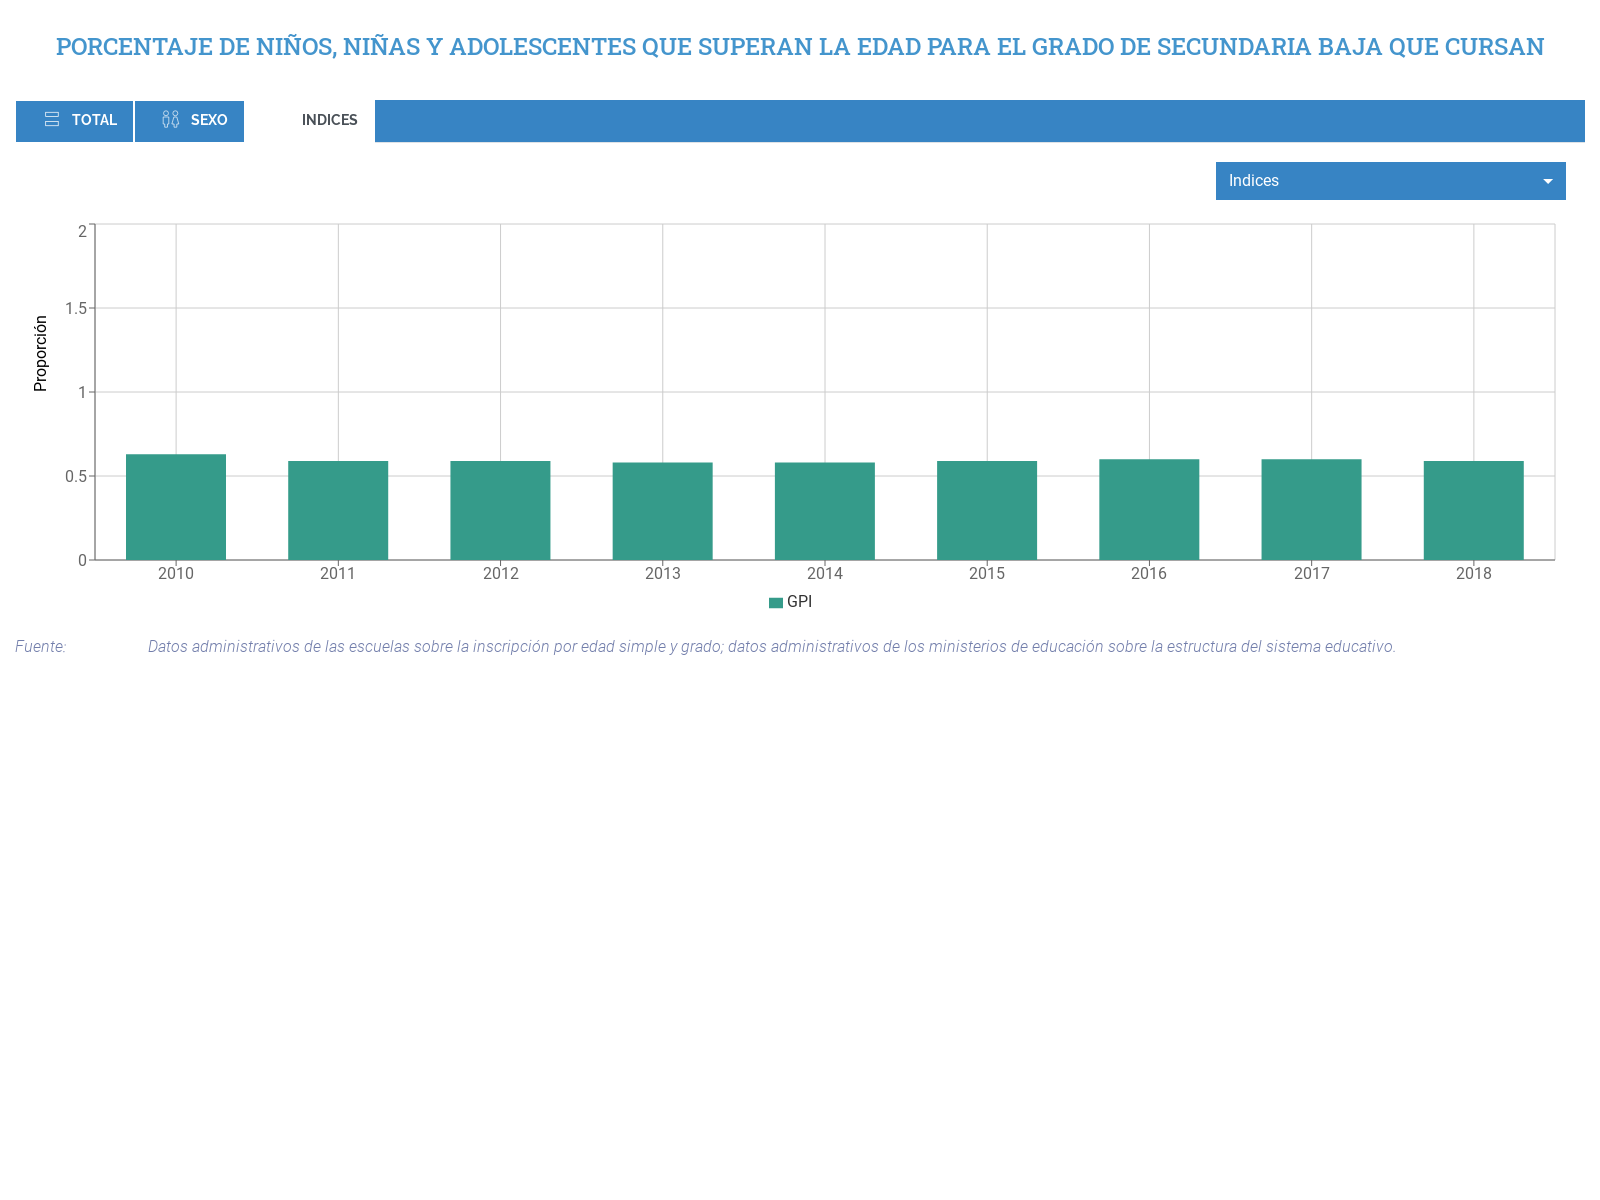 PORCENTAJE DE NIÑOS, NIÑAS Y ADOLESCENTES QUE SUPERAN LA EDAD PARA EL GRADO DE SECUNDARIA BAJA QUE CURSAN
TOTAL SEXO INDICES
Indices
Proporción
2
1.5
1
0.5
0
2010 2011 2012 2013 2014 2015 2016 2017 2018
GPI
Fuente: Datos administrativos de las escuelas sobre la inscripción por edad simple y grado; datos administrativos de los ministerios de educación sobre la estructura del sistema educativo.